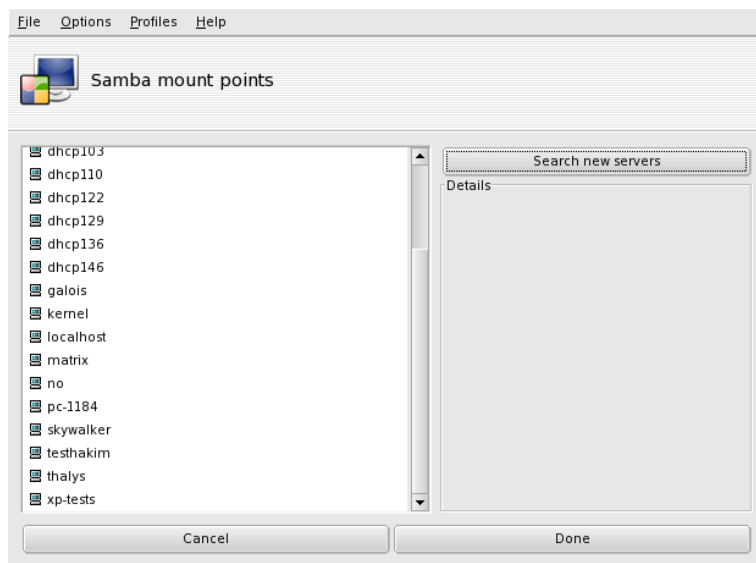 File Options Profiles Help
Samba mount points
dhcp103
dhcp110
dhcp122
dhcp129
dhcp136
dhcp146
galois
kernel
localhost
matrix
no
pc-1184
skywalker
testhakim
thalys
xp-tests
Search new servers
Details
Cancel
Done